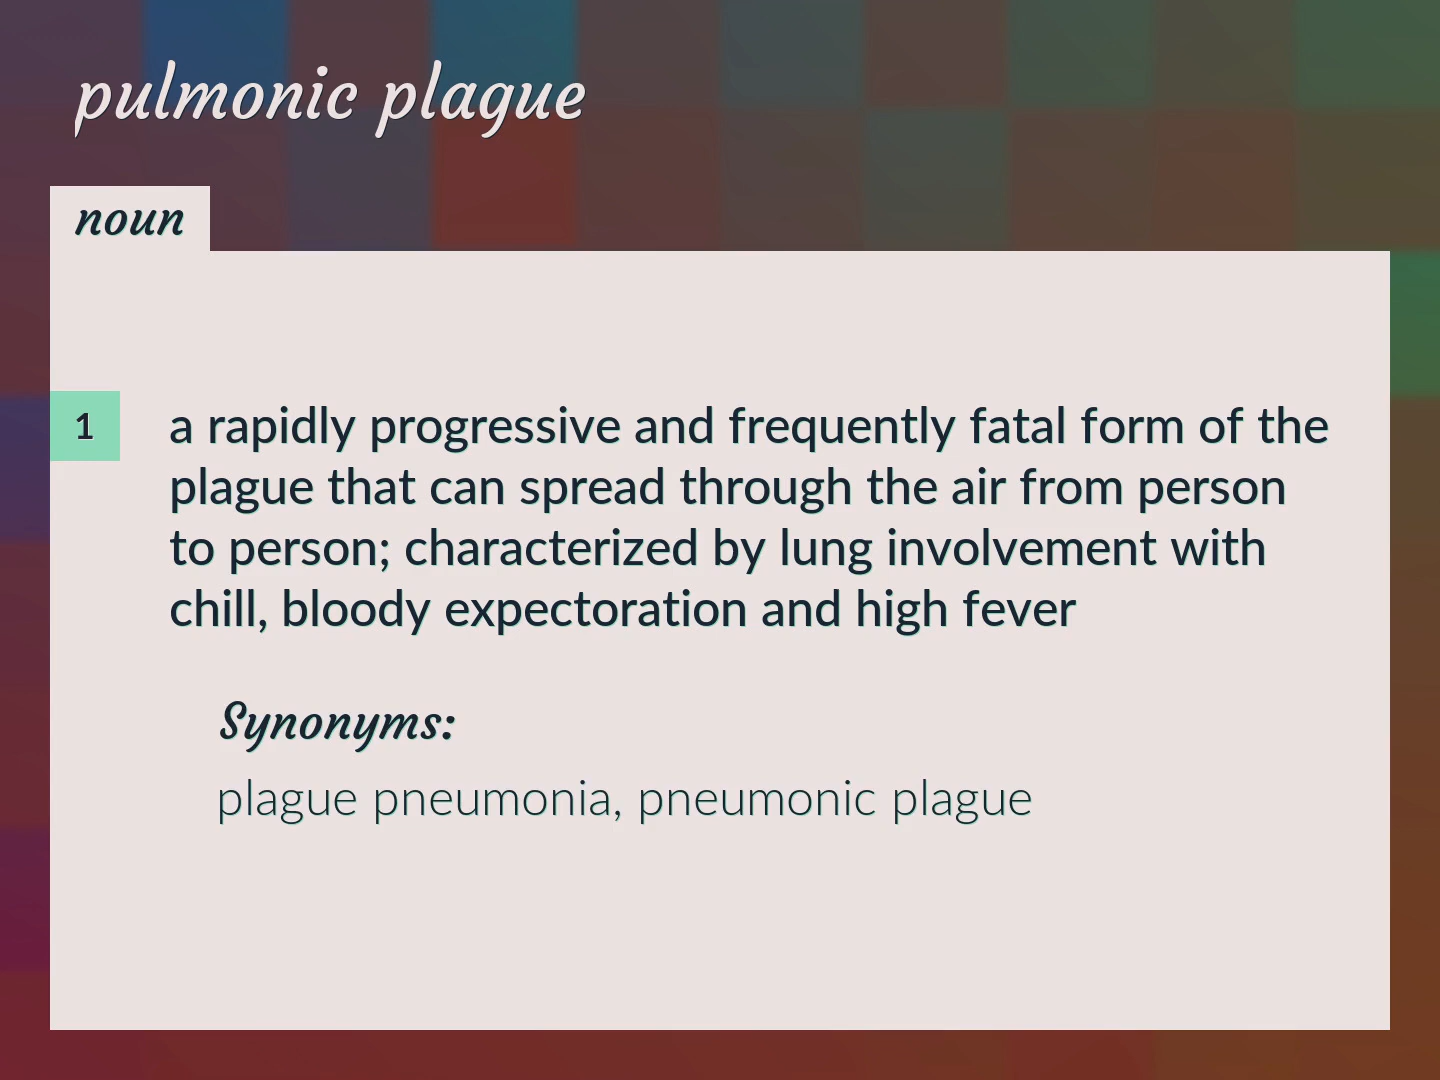 pulmonic plague
noun
1
a rapidly progressive and frequently fatal form of the
plague that can spread through the air from person
to person; characterized by lung involvement with
chill, bloody expectoration and high fever
Synonyms:
plague pneumonia, pneumonic plague